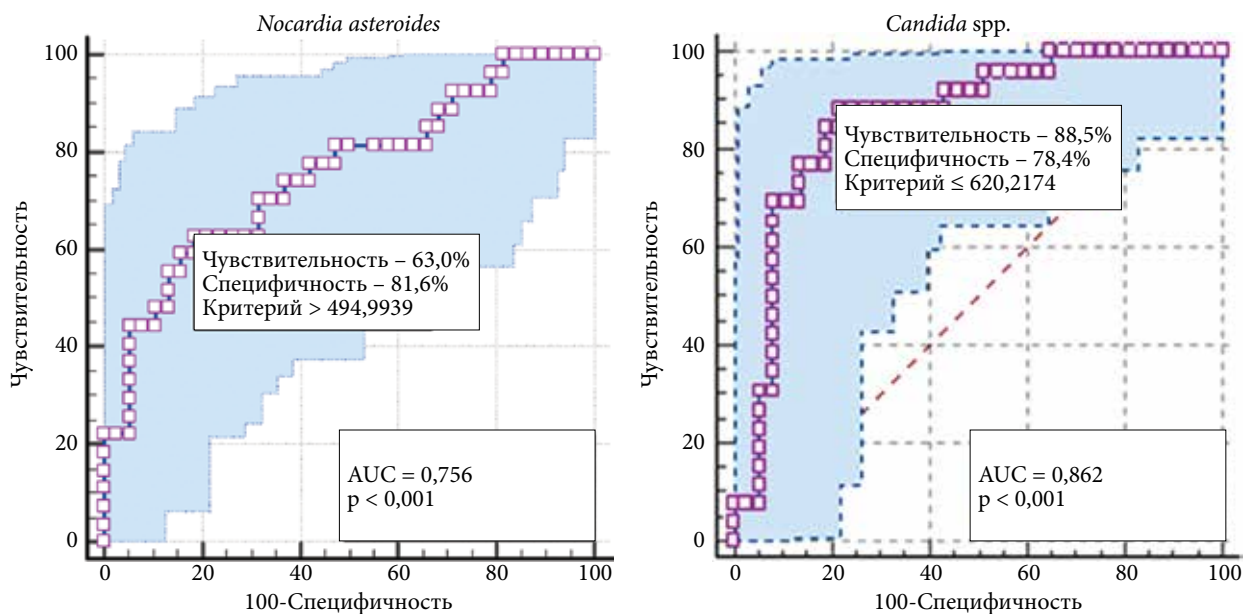 Nocardia asteroides
100
80
60
40
20
0
Чувствительность
Чувствительность – 63,0%
Специфичность – 81,6%
Критерий > 494,9939
AUC = 0,756
p < 0,001
0 20 40 60 80 100
100-Специфичность
Candida spp.
100
80
60
40
20
0
Чувствительность
Чувствительность – 88,5%
Специфичность – 78,4%
Критерий ≤ 620,2174
AUC = 0,862
p < 0,001
0 20 40 60 80 100
100-Специфичность